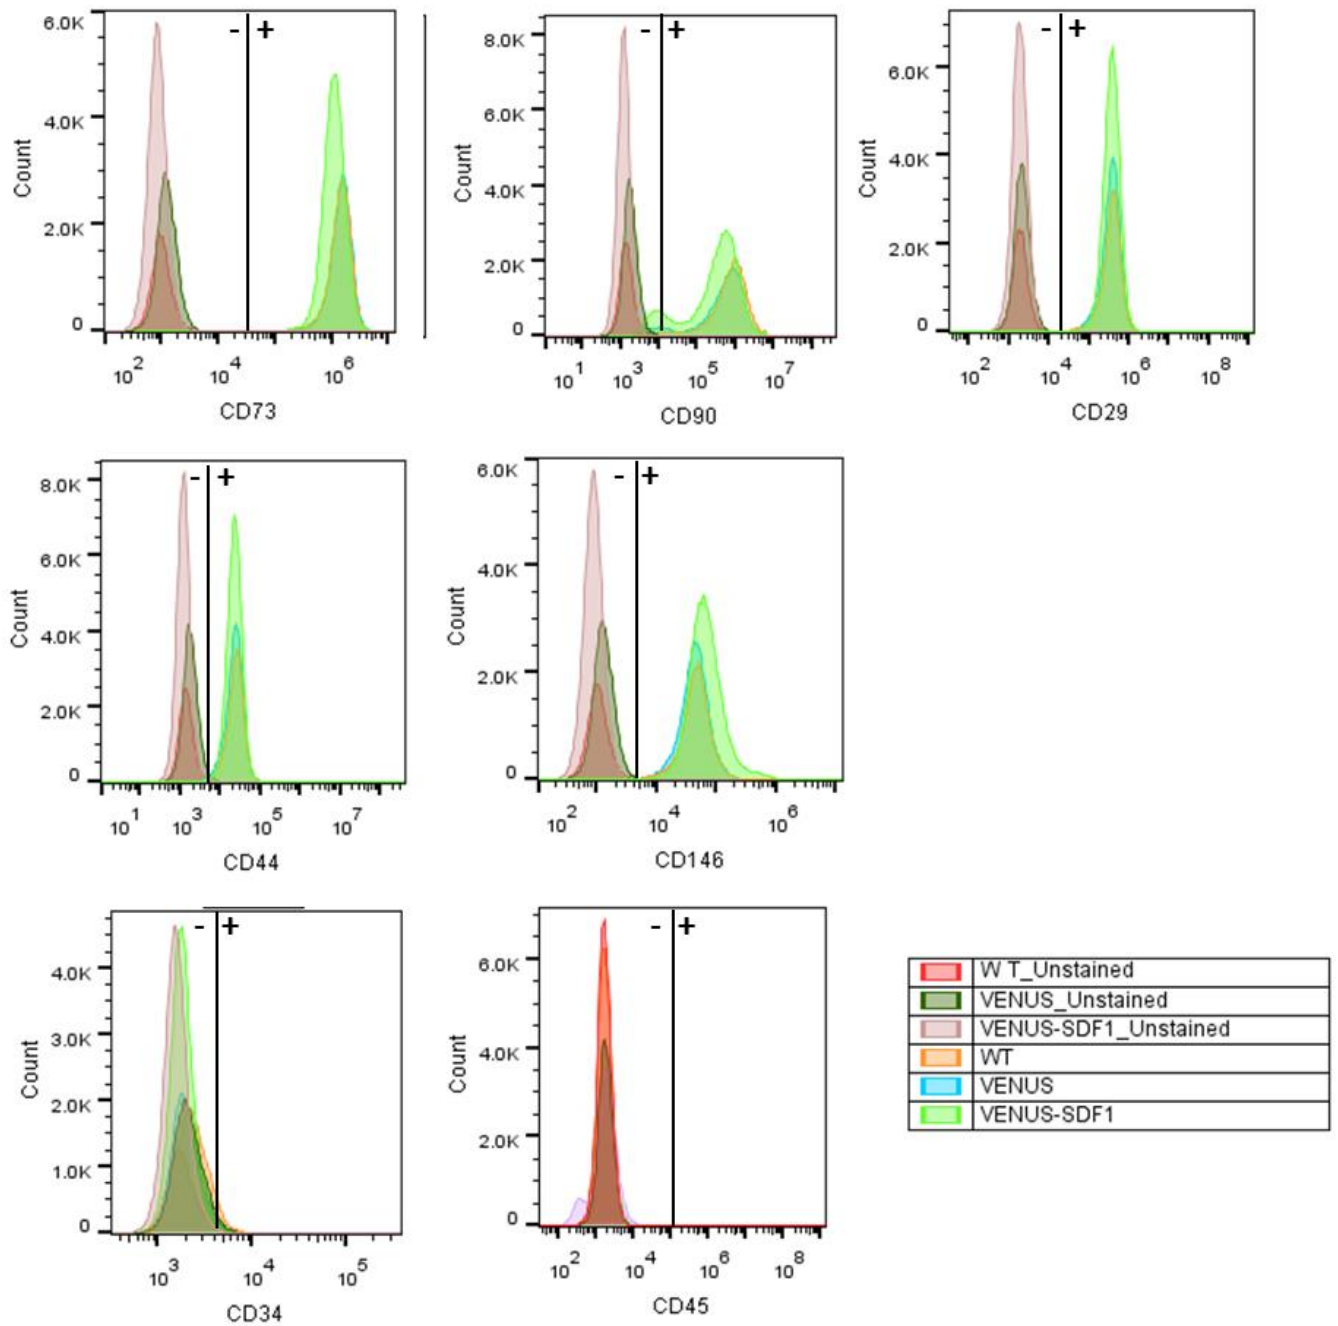 6.0K
- +
4.0K
2.0K
0
Count
10^2 10^4 10^6
CD73
8.0K
- +
6.0K
4.0K
2.0K
0
Count
10^1 10^3 10^5 10^7
CD90
- +
6.0K
4.0K
2.0K
0
Count
10^2 10^4 10^6 10^8
CD29
8.0K
- +
6.0K
4.0K
2.0K
0
Count
10^1 10^3 10^5 10^7
CD44
6.0K
- +
4.0K
2.0K
0
Count
10^2 10^4 10^6
CD146
- +
4.0K
3.0K
2.0K
1.0K
0
Count
10^3 10^4 10^5
CD34
- +
6.0K
4.0K
2.0K
0
Count
10^2 10^4 10^6 10^8
CD45
W T_Unstained
VENUS_Unstained
VENUS-SDF1_Unstained
WT
VENUS
VENUS-SDF1